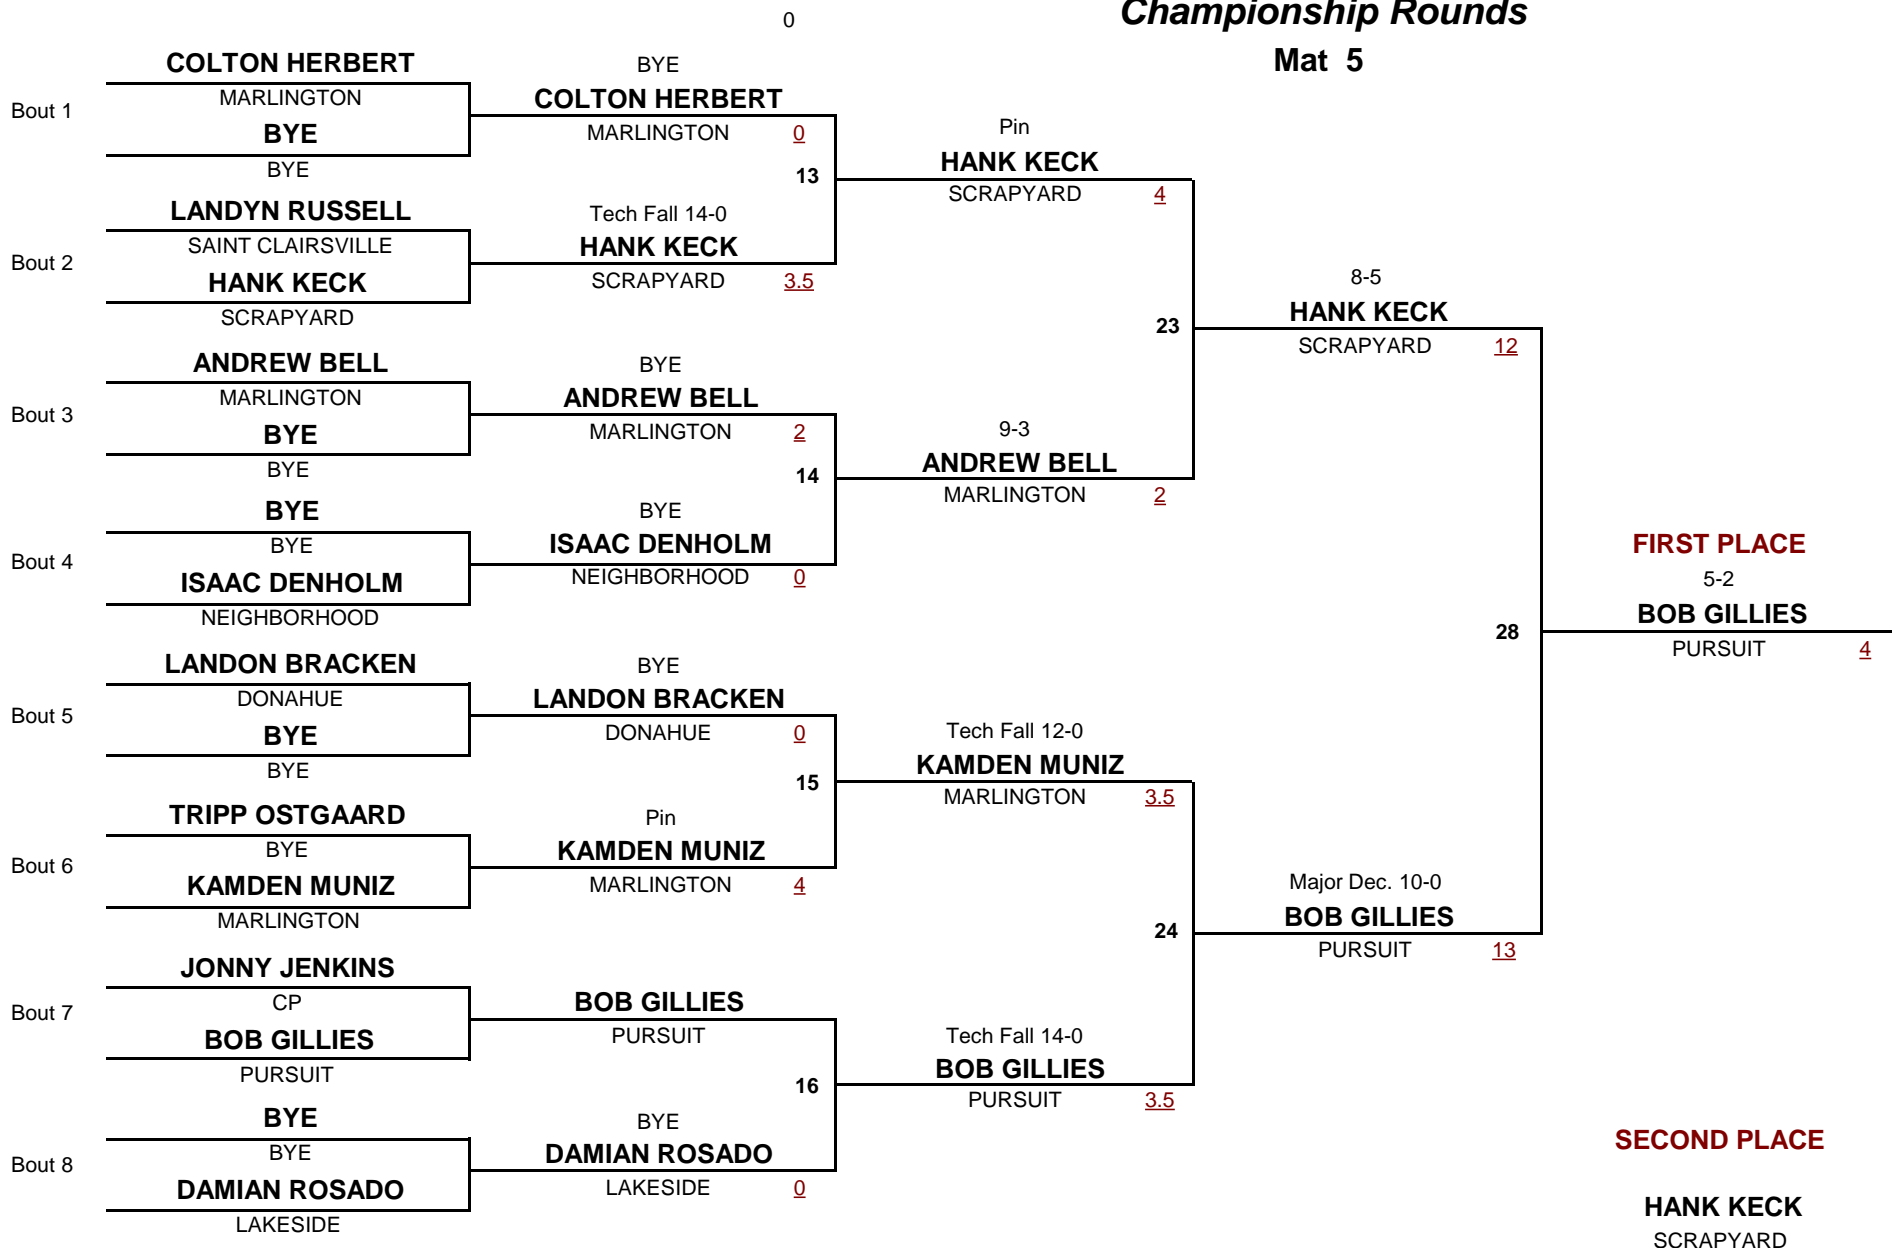 0
Championship Rounds
Mat 5
COLTON HERBERT
MARLINGTON
Bout 1
BYE
BYE
LANDYN RUSSELL
SAINT CLAIRSVILLE
Bout 2
HANK KECK
SCRAPYARD
ANDREW BELL
MARLINGTON
Bout 3
BYE
BYE
BYE
BYE
Bout 4
ISAAC DENHOLM
NEIGHBORHOOD
LANDON BRACKEN
DONAHUE
Bout 5
BYE
BYE
TRIPP OSTGAARD
BYE
Bout 6
KAMDEN MUNIZ
MARLINGTON
JONNY JENKINS
CP
Bout 7
BOB GILLIES
PURSUIT
BYE
BYE
Bout 8
DAMIAN ROSADO
LAKESIDE
BYE
COLTON HERBERT
MARLINGTON 0
13
Tech Fall 14-0
HANK KECK
SCRAPYARD 3.5
BYE
ANDREW BELL
MARLINGTON 2
14
BYE
ISAAC DENHOLM
NEIGHBORHOOD 0
BYE
LANDON BRACKEN
DONAHUE 0
15
Pin
KAMDEN MUNIZ
MARLINGTON 4
BOB GILLIES
PURSUIT
16
BYE
DAMIAN ROSADO
LAKESIDE 0
Pin
HANK KECK
SCRAPYARD 4
23
9-3
ANDREW BELL
MARLINGTON 2
Tech Fall 12-0
KAMDEN MUNIZ
MARLINGTON 3.5
24
Tech Fall 14-0
BOB GILLIES
PURSUIT 3.5
8-5
HANK KECK
SCRAPYARD 12
28
Major Dec. 10-0
BOB GILLIES
PURSUIT 13
FIRST PLACE
5-2
BOB GILLIES
PURSUIT 4
SECOND PLACE
HANK KECK
SCRAPYARD